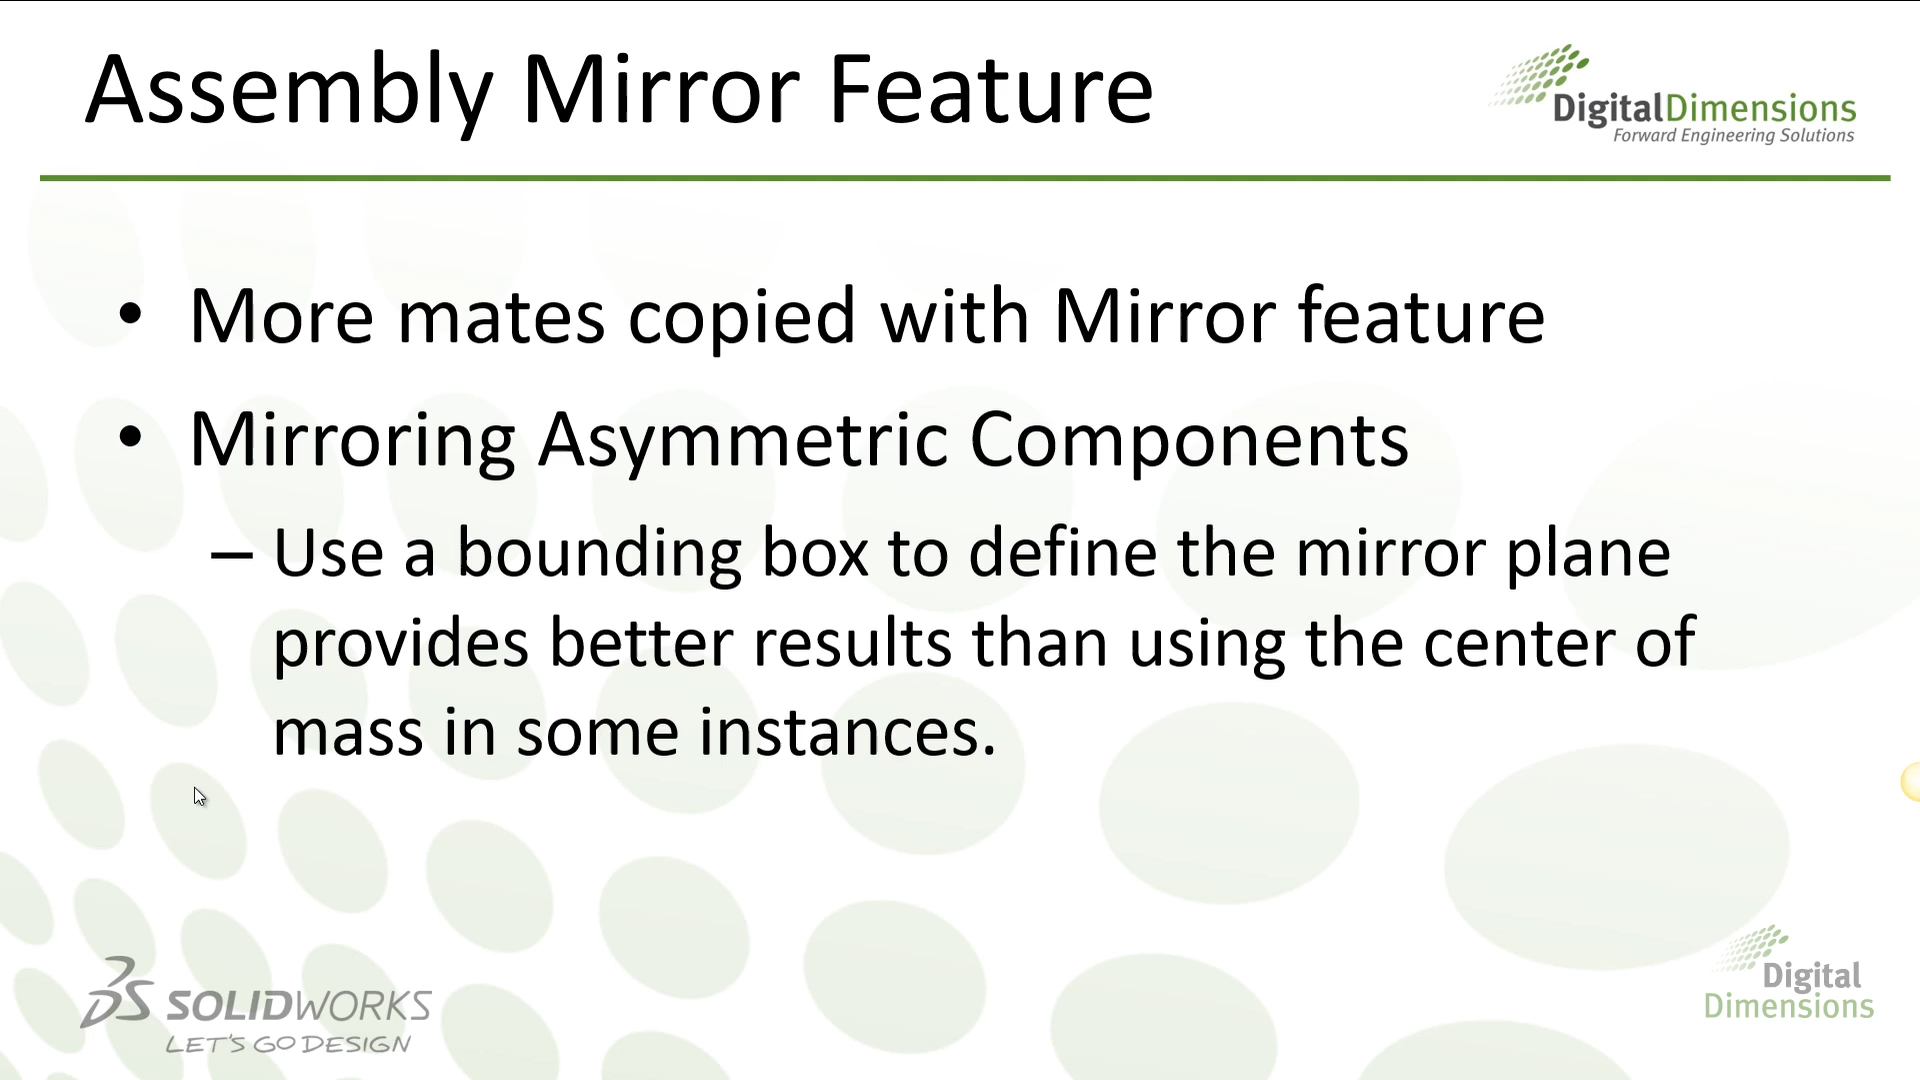 Assembly Mirror Feature
DigitalDimensions
Forward Engineering Solutions
• More mates copied with Mirror feature
• Mirroring Asymmetric Components
– Use a bounding box to define the mirror plane
provides better results than using the center of
mass in some instances.
SOLIDWORKS
LET'S GO DESIGN
Digital
Dimensions